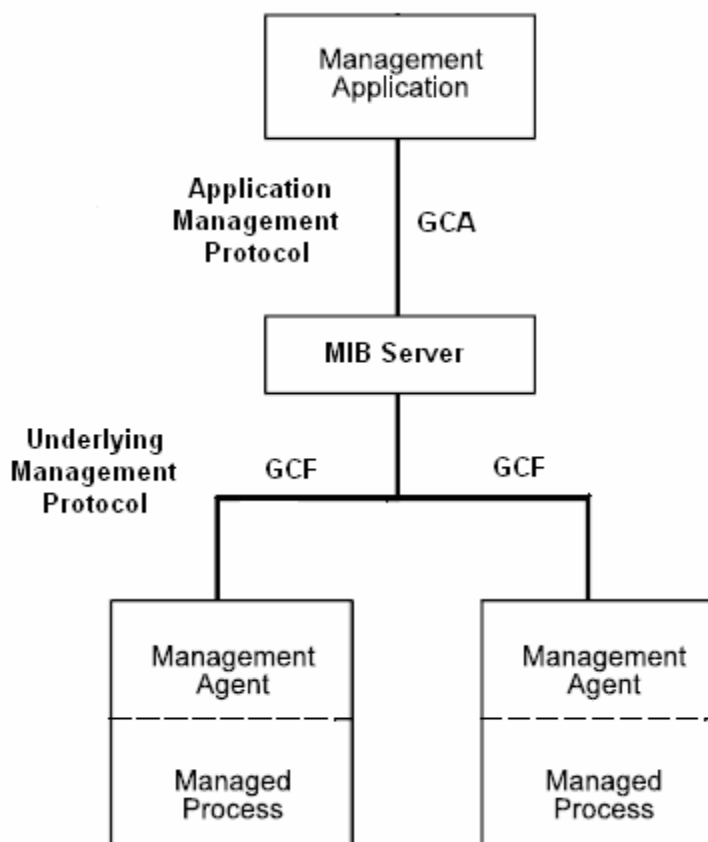 Management
Application
Application
Management
Protocol
GCA
MIB Server
Underlying
Management
Protocol
GCF
GCF
Management
Agent
Managed
Process
Management
Agent
Managed
Process